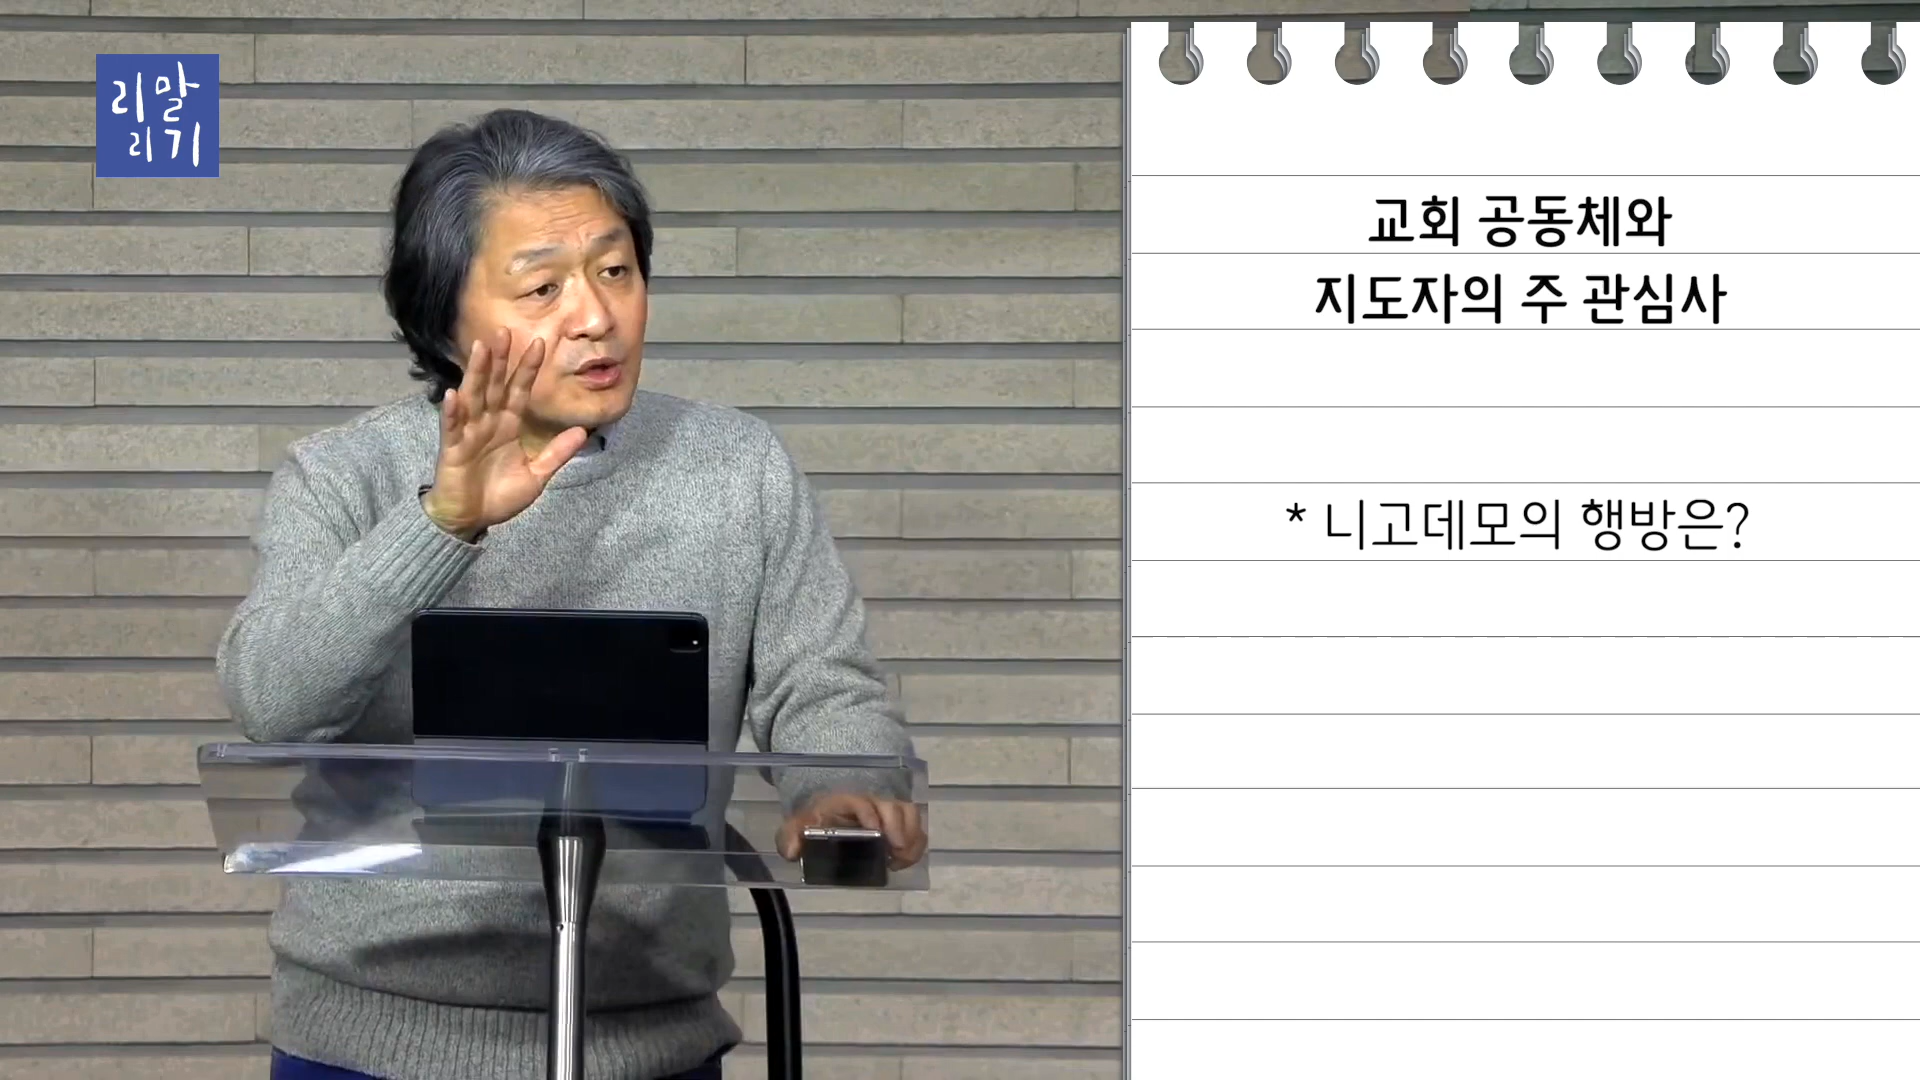 리말
리기
교회 공동체와
지도자의 주 관심사
* 니고데모의 행방은?